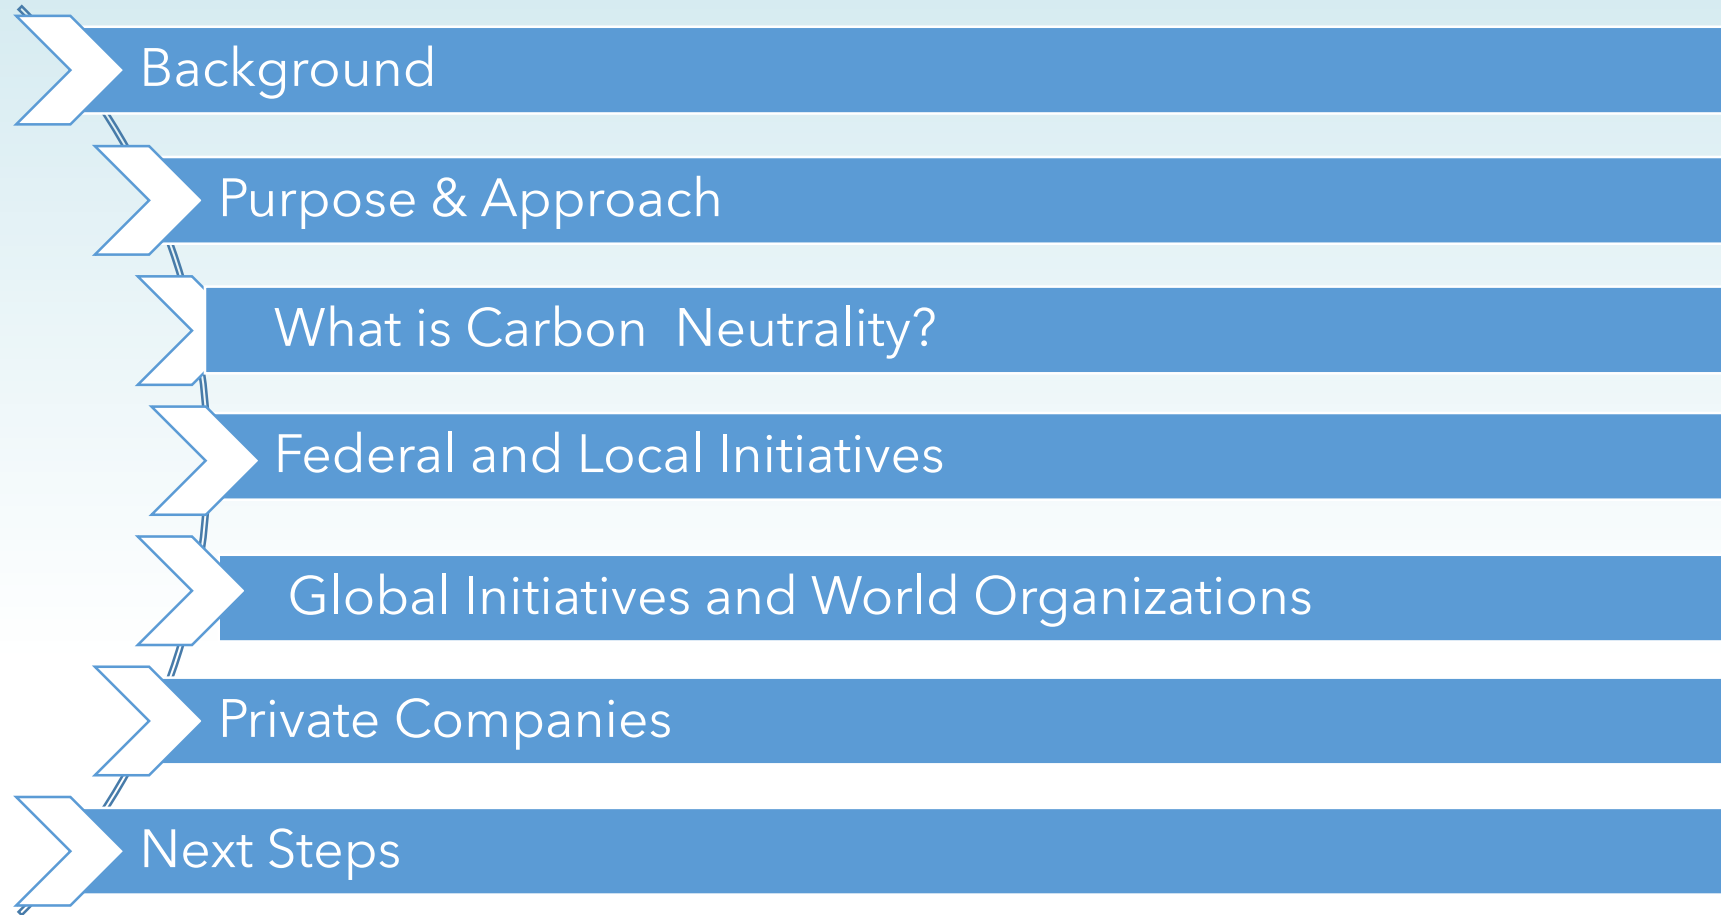 Background
Purpose & Approach
What is Carbon  Neutrality?
Federal and Local Initiatives
Global Initiatives and World Organizations
Private Companies
Next Steps